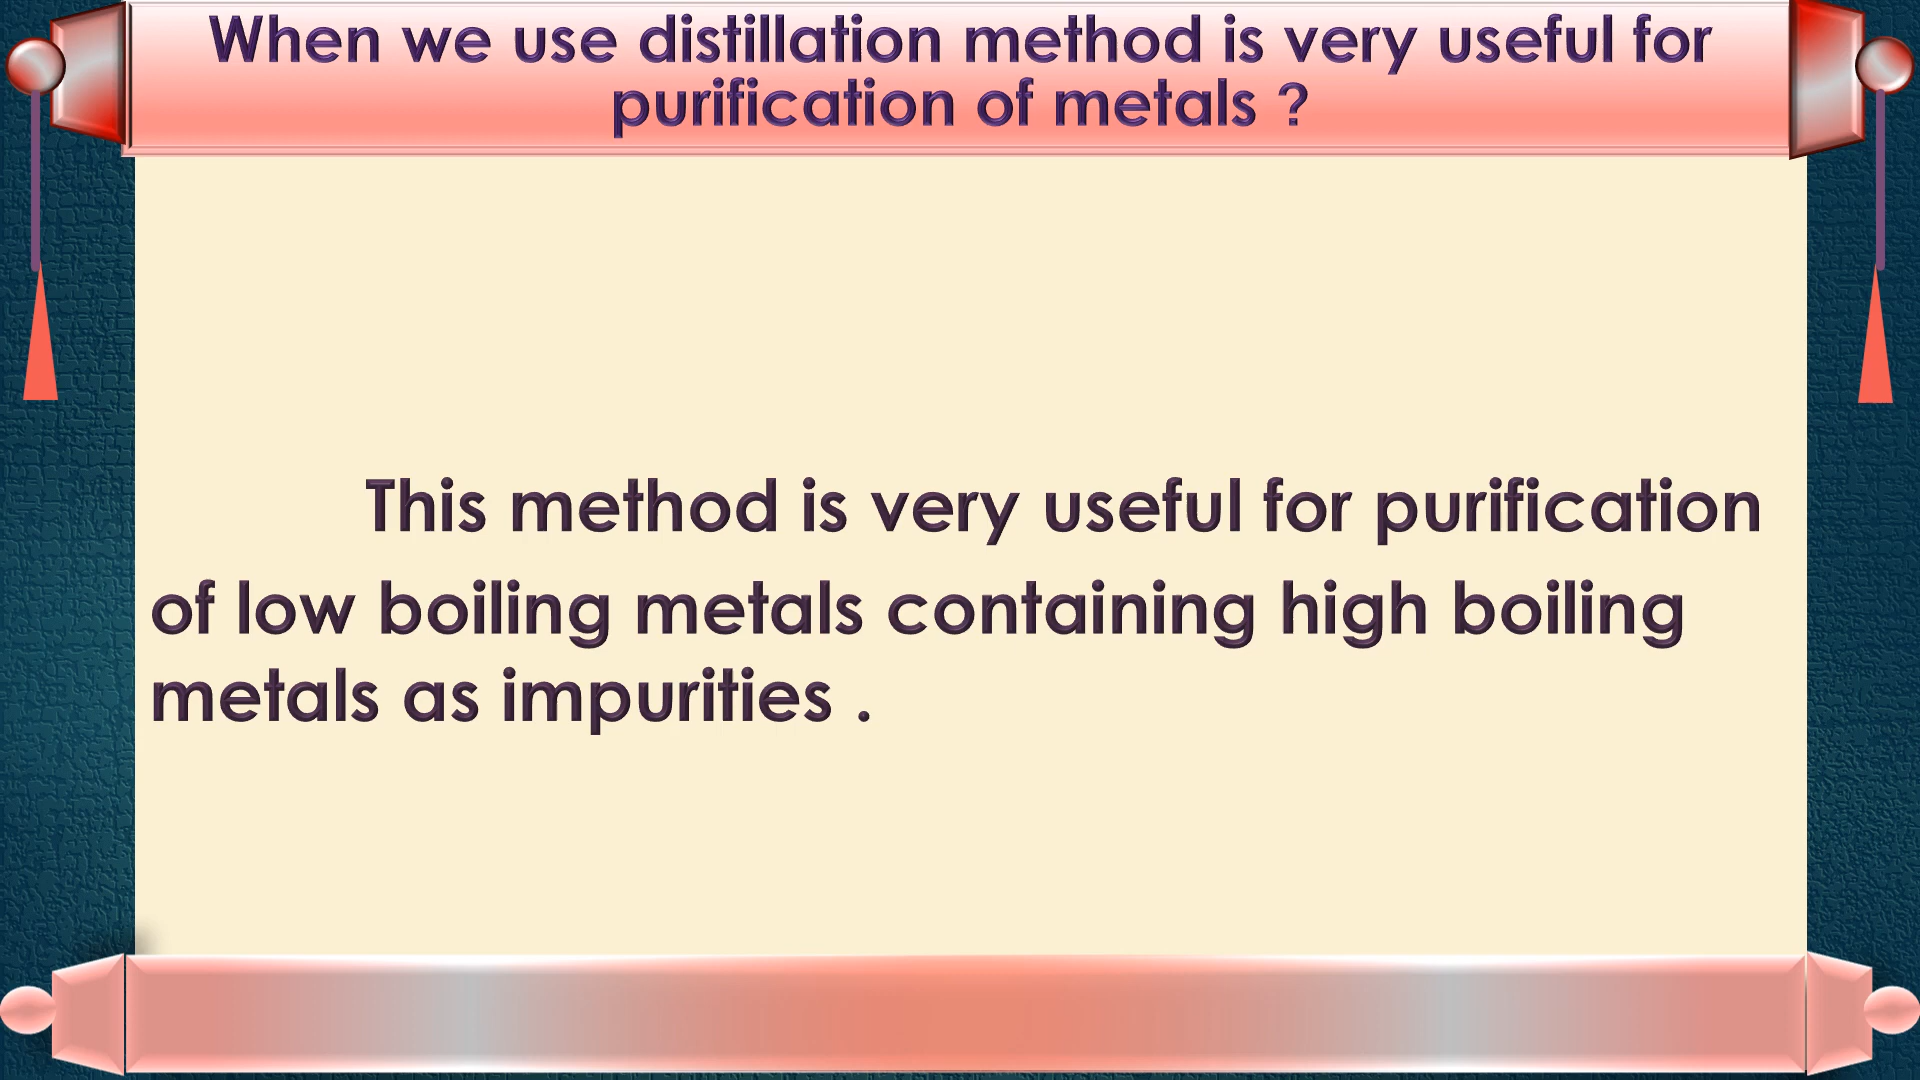 When we use distillation method is very useful for
purification of metals ?
This method is very useful for purification
of low boiling metals containing high boiling
metals as impurities .